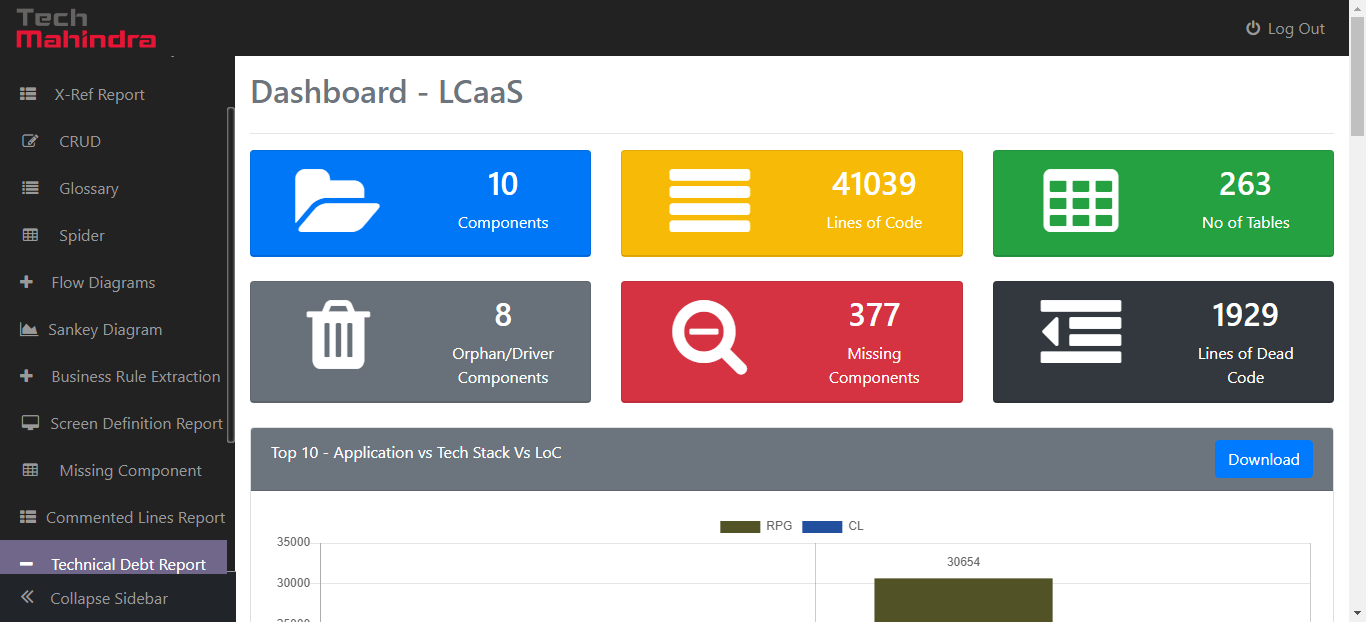 Tech
Mahindra
Log Out
X-Ref Report
CRUD
Glossary
Spider
Flow Diagrams
Sankey Diagram
Business Rule Extraction
Screen Definition Report
Missing Component
Commented Lines Report
Technical Debt Report
Collapse Sidebar
Dashboard - LCaaS
10
Components
41039
Lines of Code
263
No of Tables
8
Orphan/Driver
Components
377
Missing
Components
1929
Lines of Dead
Code
Top 10 - Application vs Tech Stack Vs LoC
Download
RPG
CL
35000
30654
30000
25000